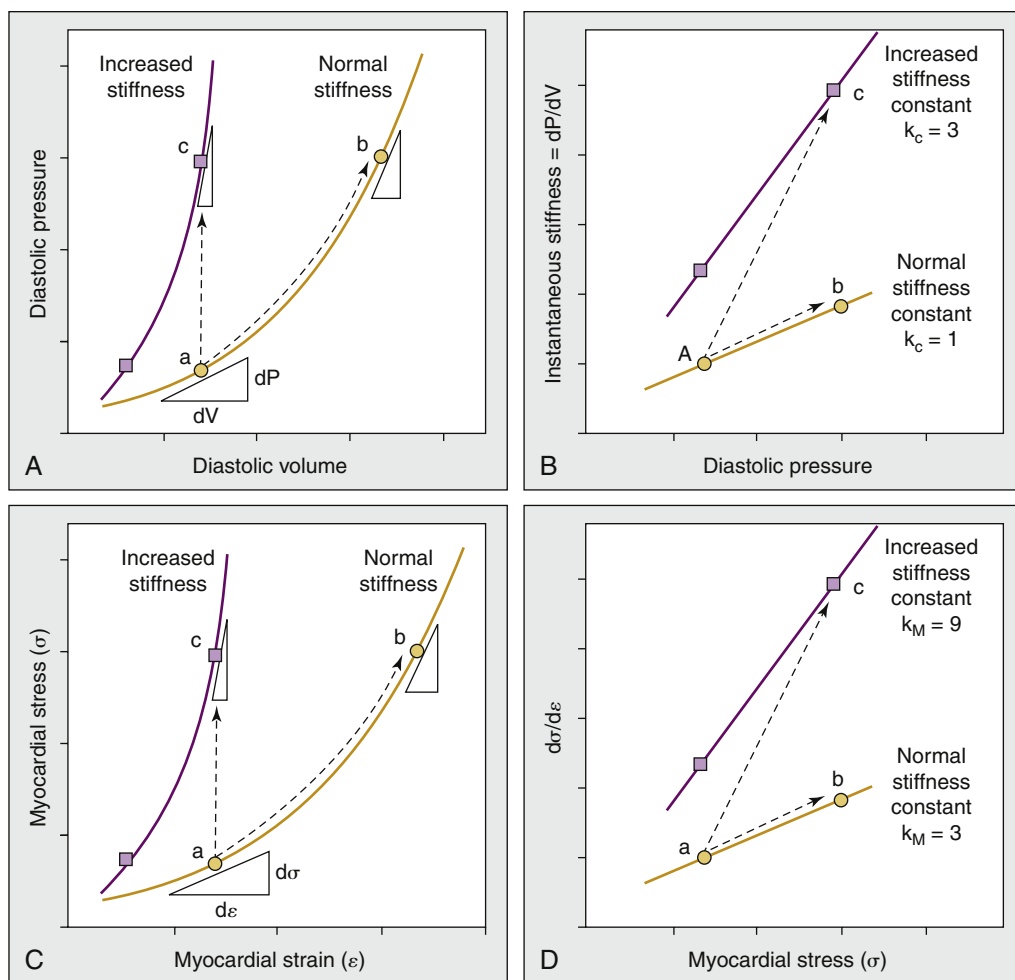 Increased
stiffness
Normal
stiffness
c
b
a
dP
dV
Diastolic pressure
A
Diastolic volume
Increased
stiffness
constant
k_c = 3
c
Normal
stiffness
constant
k_c = 1
b
A
Instantaneous stiffness = dP/dV
B
Diastolic pressure
Increased
stiffness
Normal
stiffness
c
b
a
dσ
dε
Myocardial stress (σ)
C
Myocardial strain (ε)
Increased
stiffness
constant
k_M = 9
c
Normal
stiffness
constant
k_M = 3
b
a
dσ/dε
D
Myocardial stress (σ)